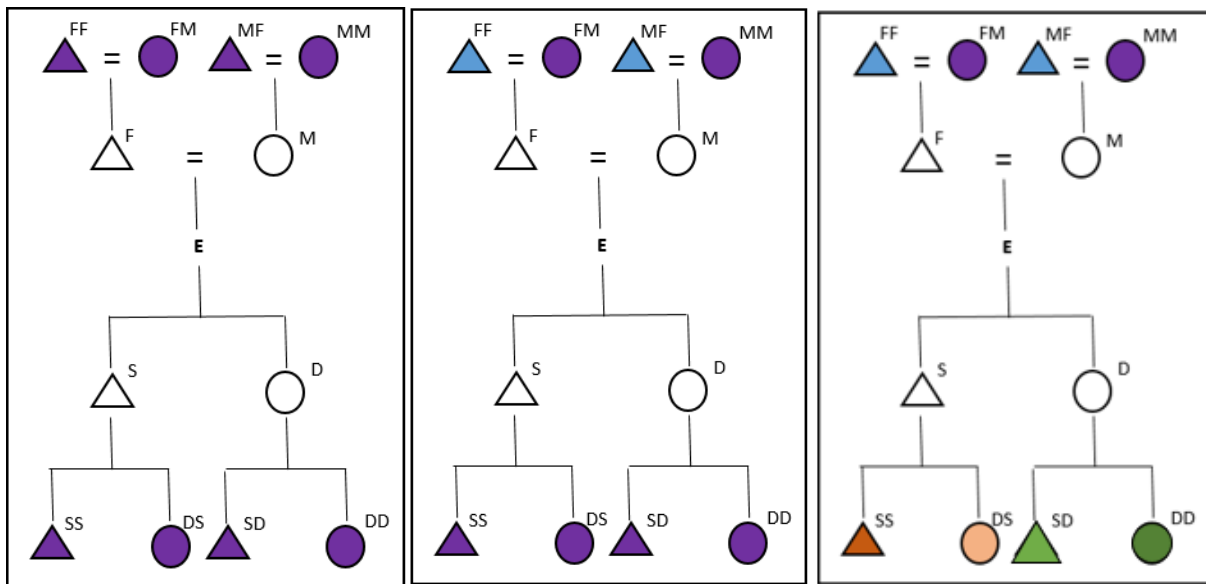 FF = FM MF = MM
F = M
E
S D
SS DS SD DD
FF = FM MF = MM
F = M
E
S D
SS DS SD DD
FF = FM MF = MM
F = M
E
S D
SS DS SD DD